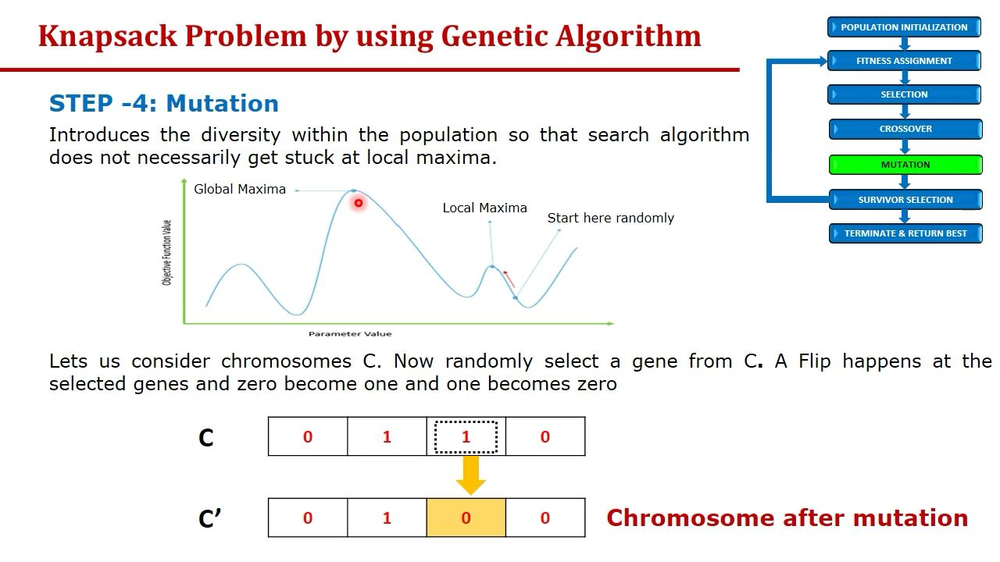 Knapsack Problem by using Genetic Algorithm
POPULATION INITIALIZATION
FITNESS ASSIGNMENT
SELECTION
CROSSOVER
MUTATION
SURVIVOR SELECTION
TERMINATE & RETURN BEST
STEP -4: Mutation
Introduces the diversity within the population so that search algorithm
does not necessarily get stuck at local maxima.
Global Maxima
Local Maxima
Start here randomly
Objective Function Value
Parameter Value
Lets us consider chromosomes C. Now randomly select a gene from C. A Flip happens at the
selected genes and zero become one and one becomes zero
C 0 1 1 0
C’ 0 1 0 0 Chromosome after mutation